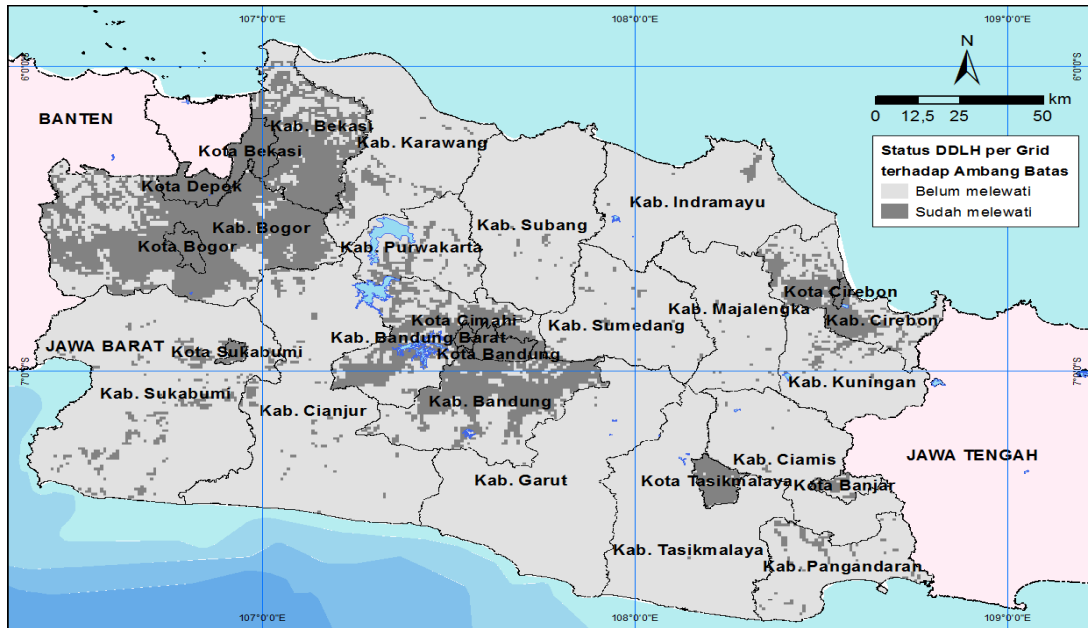 107°0'0"E
108°0'0"E
109°0'0"E
6°0'0"S
6°0'0"S
N
km
0 12,5 25 50
Status DDLH per Grid
terhadap Ambang Batas
Belum melewati
Sudah melewati
BANTEN
Kab. Bekasi
Kota Bekasi
Kab. Karawang
Kota Depok
Kab. Indramayu
Kab. Subang
Kab. Bogor
Kota Bogor
Kab. Purwakarta
Kota Cirebon
Kab. Majalengka
Kota Cimahi
Kab. Cirebon
Kab. Sumedang
Kab. Bandung Barat
JAWA BARAT
Kota Sukabumi
Kota Bandung
7°0'0"S
7°0'0"S
Kab. Kuningan
Kab. Sukabumi
Kab. Bandung
Kab. Cianjur
JAWA TENGAH
Kab. Ciamis
Kab. Garut
Kota Tasikmalaya
Kota Banjar
Kab. Tasikmalaya
Kab. Pangandaran
107°0'0"E
108°0'0"E
109°0'0"E